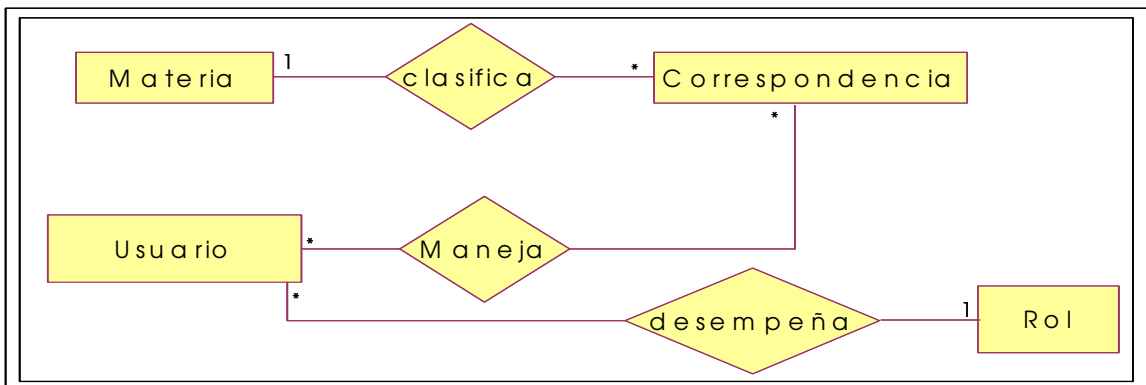 Materia
1
clasifica
*
Correspondencia
*
Usuario
*
Maneja
*
desempeña
1
Rol